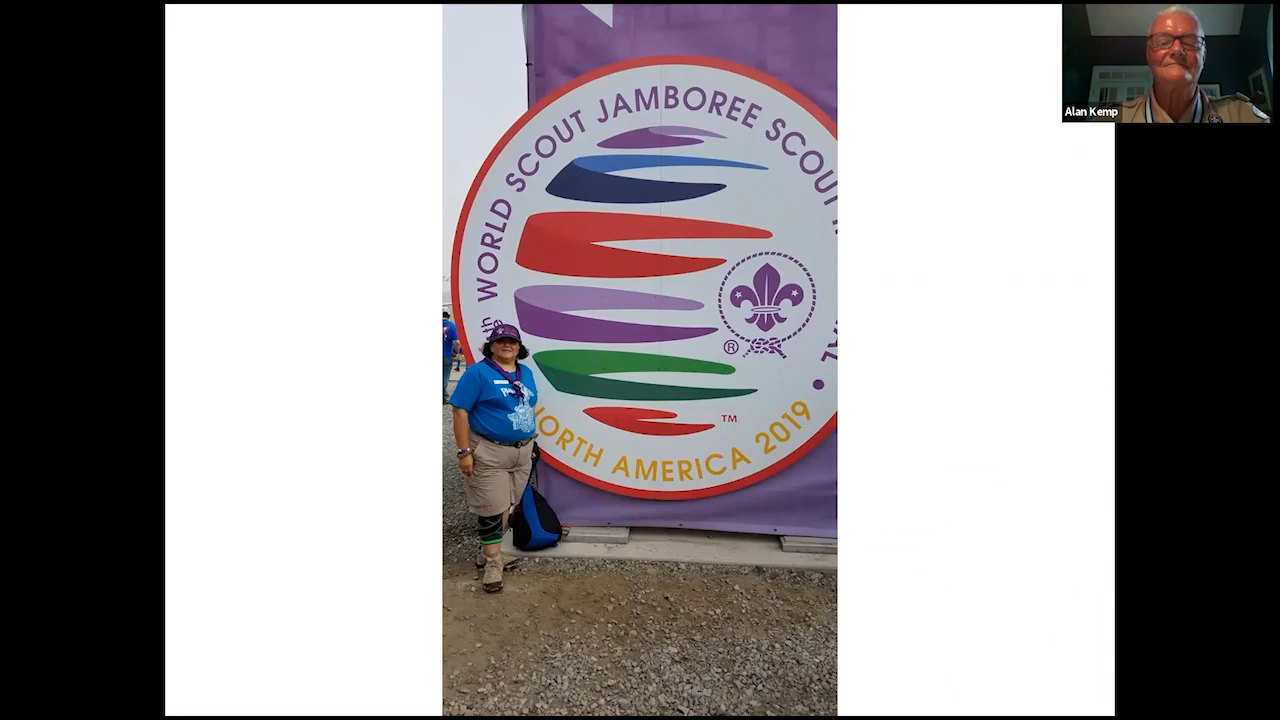 WORLD SCOUT JAMBOREE SCOUT
NORTH AMERICA 2019
®
TM
Alan Kemp